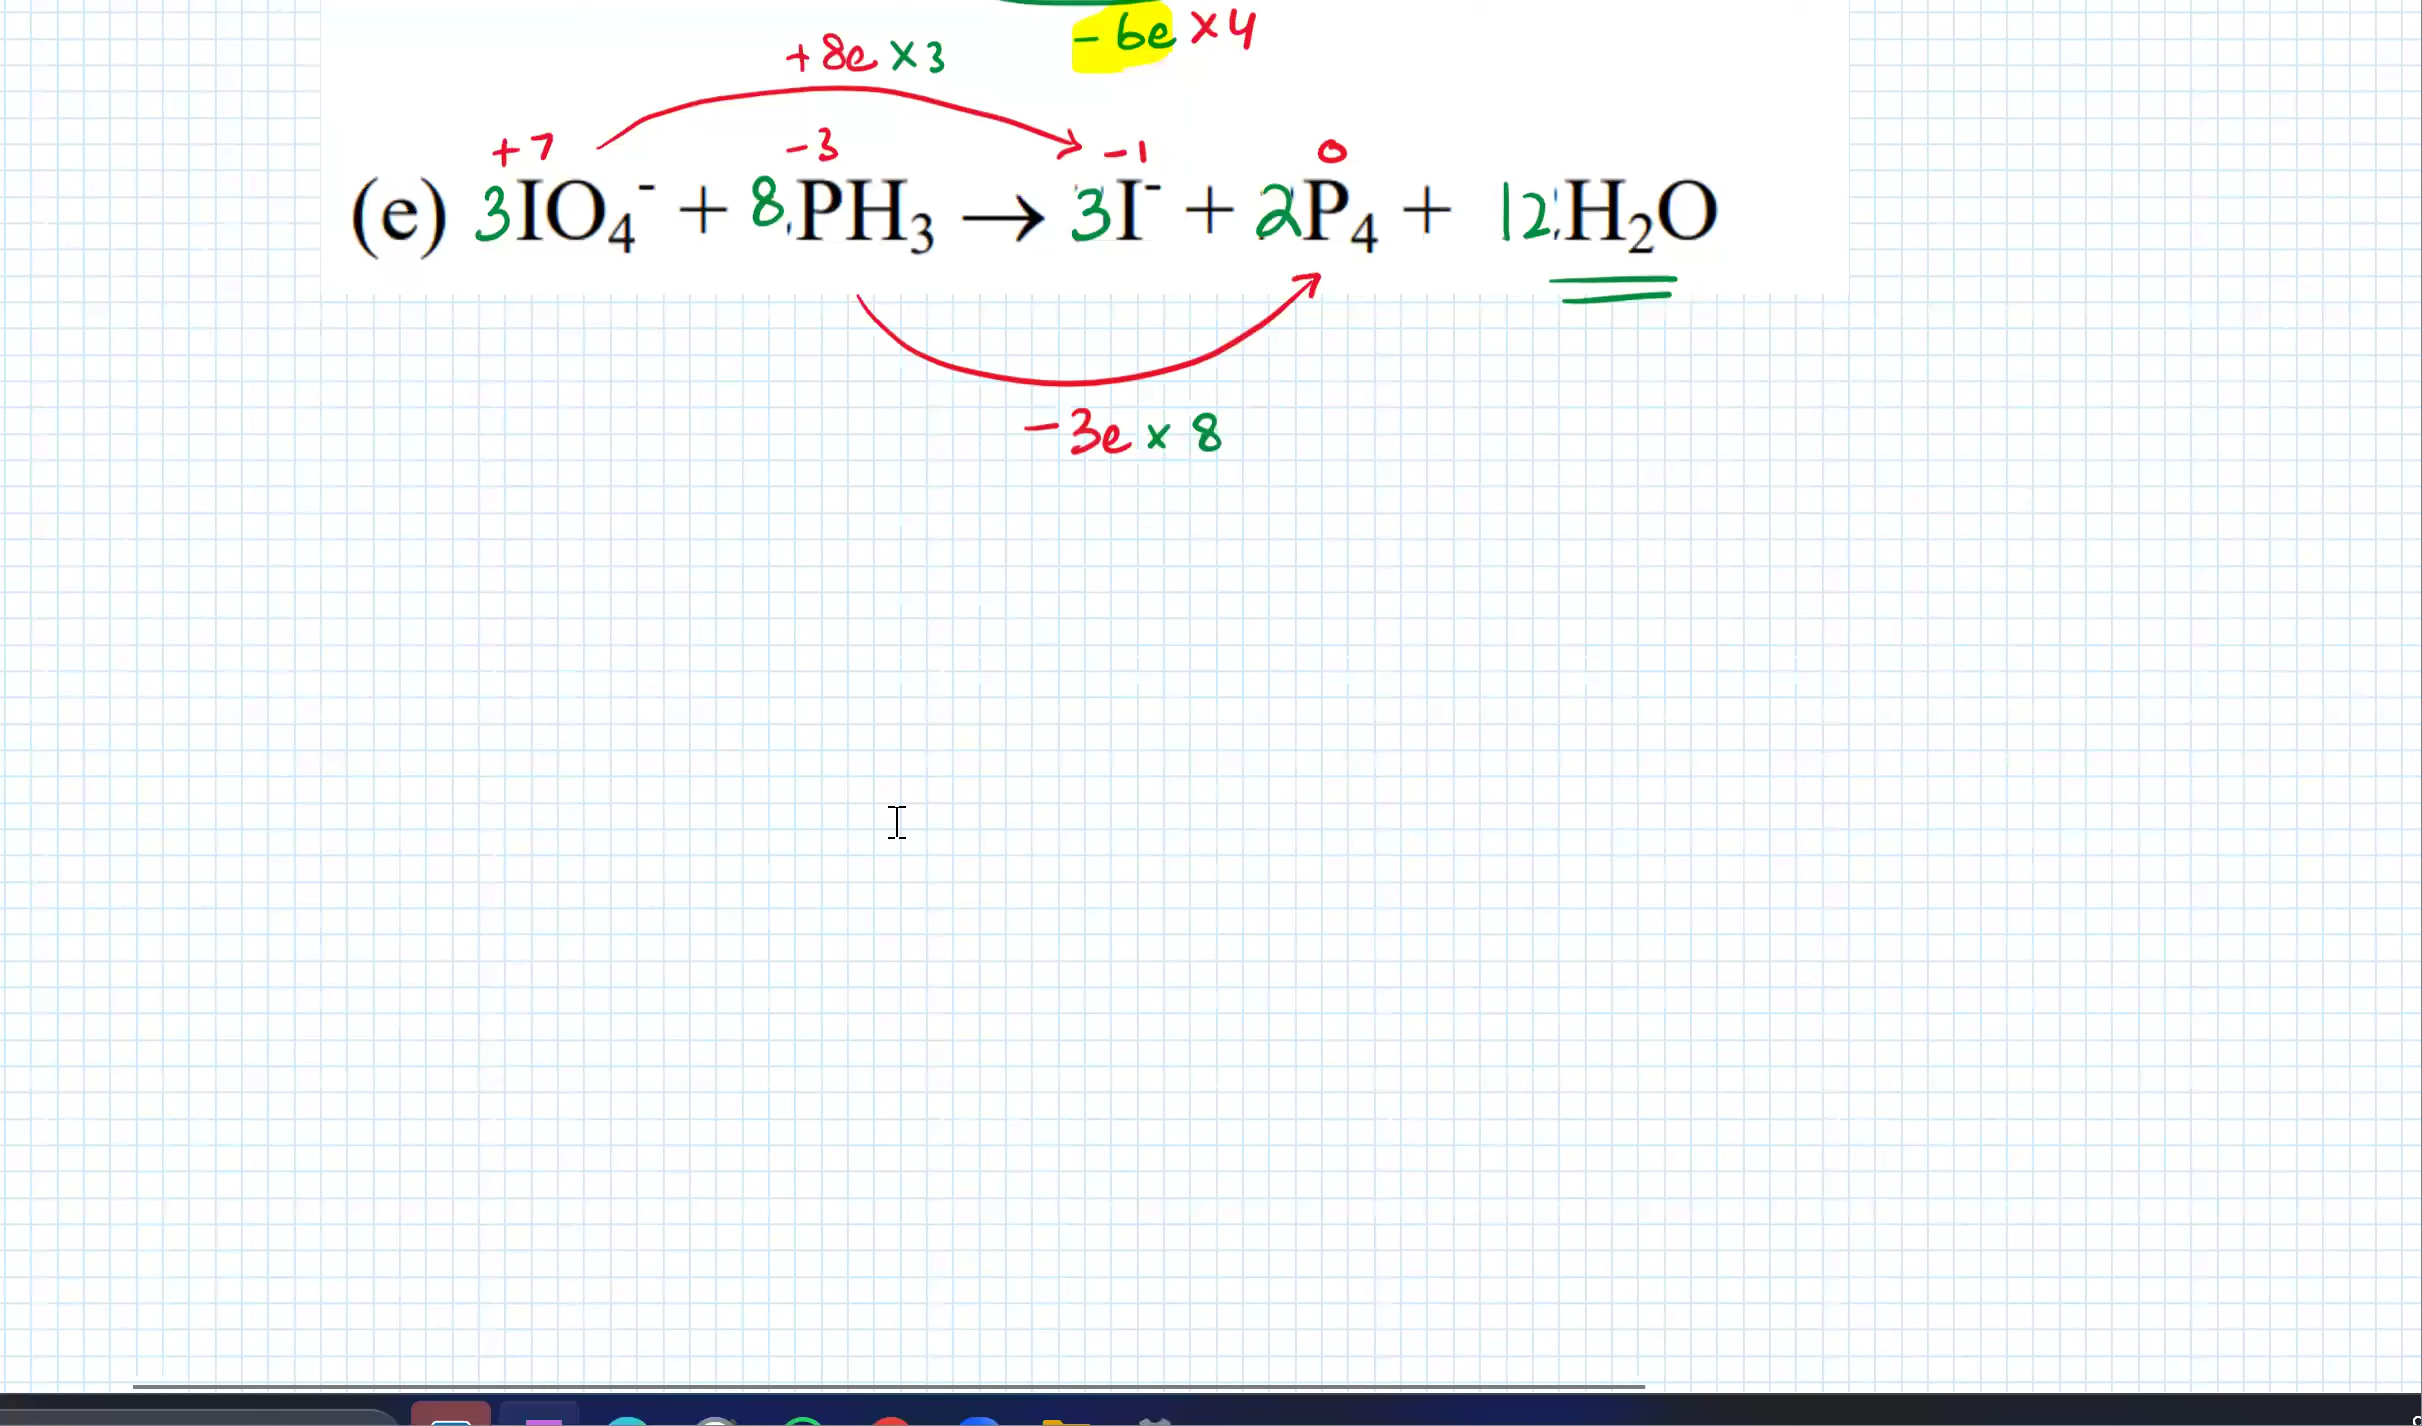 - 6e × 4
+8e × 3
+7 -3 -1 0
(e) 3IO₄⁻ + 8PH₃ → 3I⁻ + 2P₄ + 12H₂O
-3e × 8